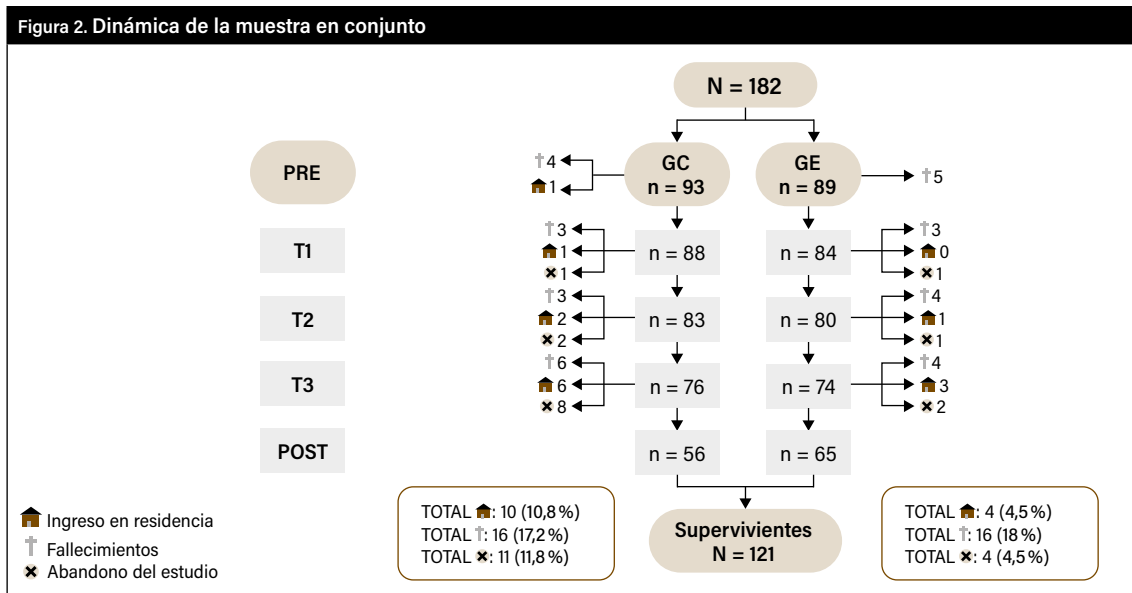 Figura 2. Dinámica de la muestra en conjunto
N = 182
PRE
4
1
GC
n = 93
GE
n = 89
5
T1
3
1
1
n = 88
n = 84
3
0
1
T2
3
2
2
n = 83
n = 80
4
1
1
T3
6
6
8
n = 76
n = 74
4
3
2
POST
n = 56
n = 65
Ingreso en residencia
Fallecimientos
Abandono del estudio
TOTAL : 10 (10,8 %)
TOTAL : 16 (17,2 %)
TOTAL : 11 (11,8 %)
Supervivientes
N = 121
TOTAL : 4 (4,5 %)
TOTAL : 16 (18 %)
TOTAL : 4 (4,5 %)